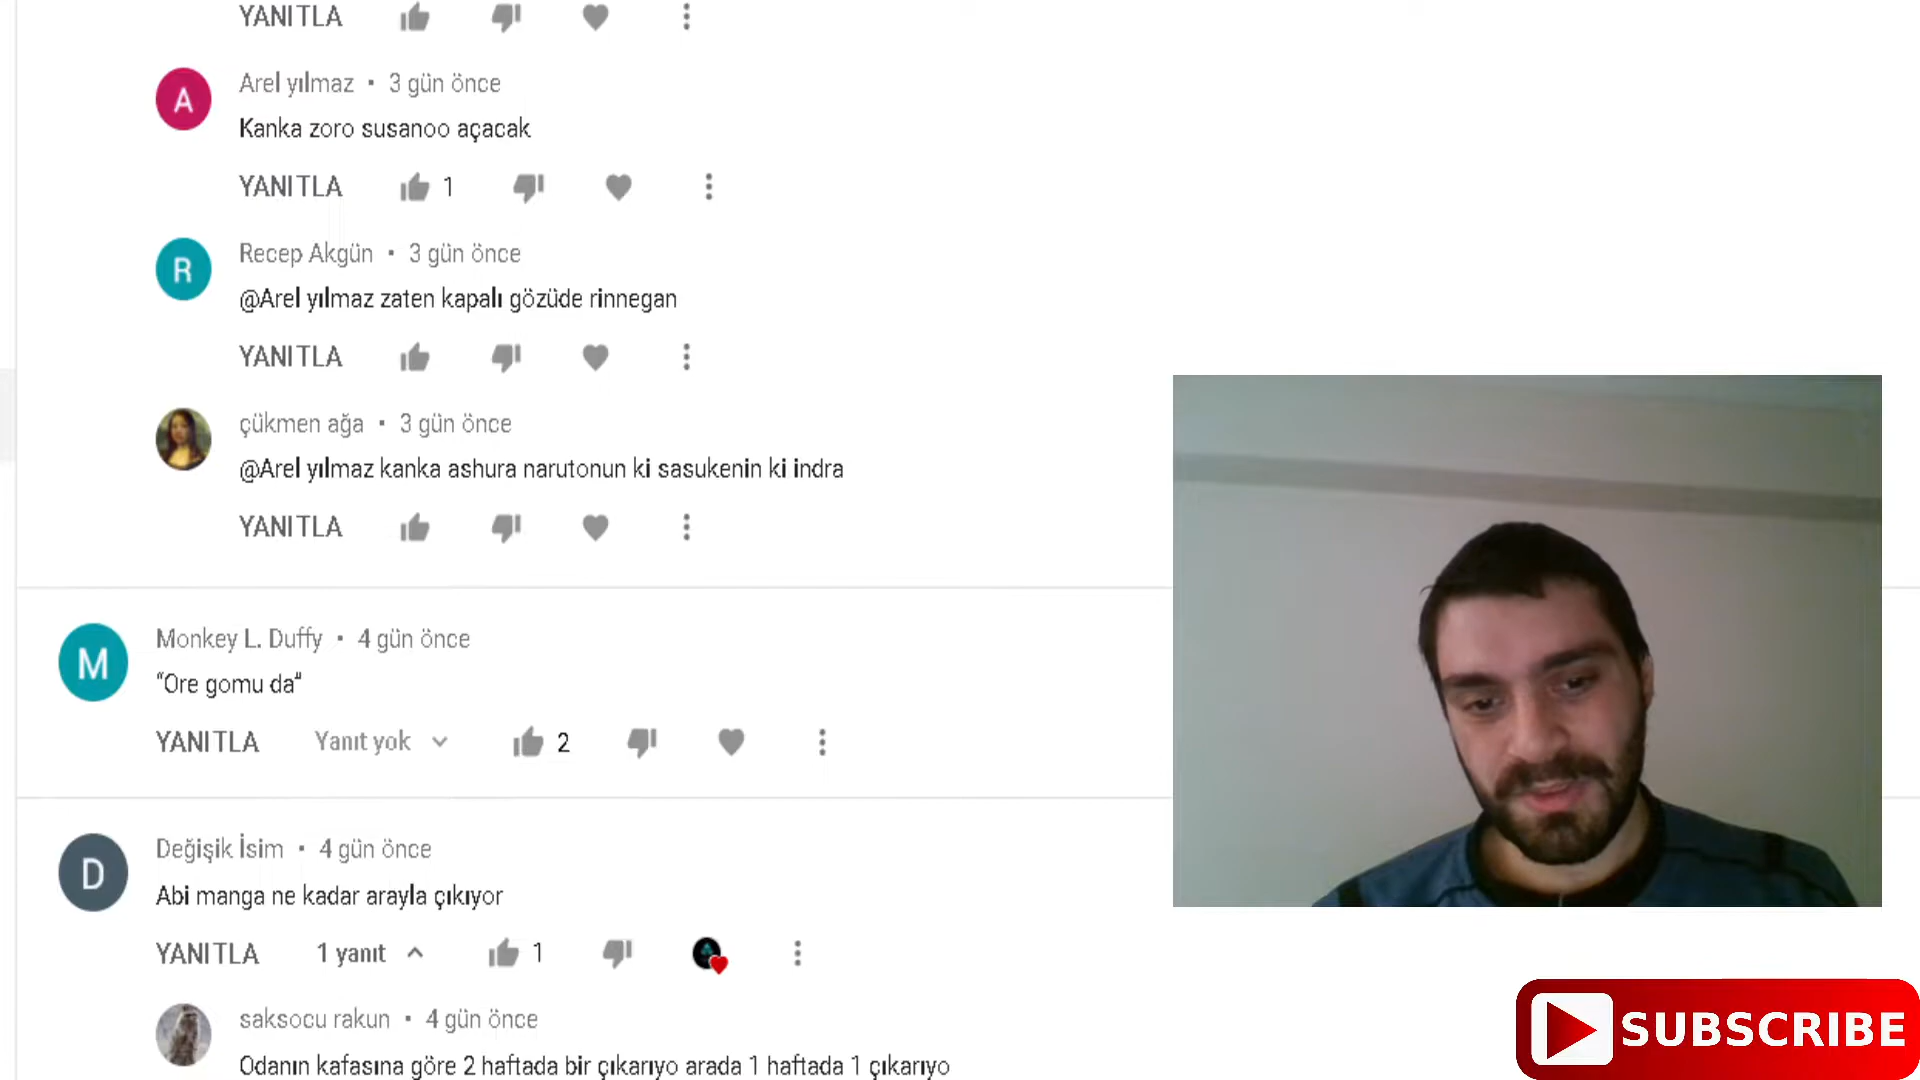 YANITLA
A
Arel yılmaz • 3 gün önce
Kanka zoro susanoo açacak
YANITLA 1
R
Recep Akgün • 3 gün önce
@Arel yılmaz zaten kapalı gözüde rinnegan
YANITLA
çükmen ağa • 3 gün önce
@Arel yılmaz kanka ashura narutonun ki sasukenin ki indra
YANITLA
M
Monkey L. Duffy • 4 gün önce
“Ore gomu da”
YANITLA Yanıt yok 2
D
Değişik İsim • 4 gün önce
Abi manga ne kadar arayla çıkıyor
YANITLA 1 yanıt 1
saksocu rakun • 4 gün önce
Odanın kafasına göre 2 haftada bir çıkarıyo arada 1 haftada 1 çıkarıyo
SUBSCRIBE